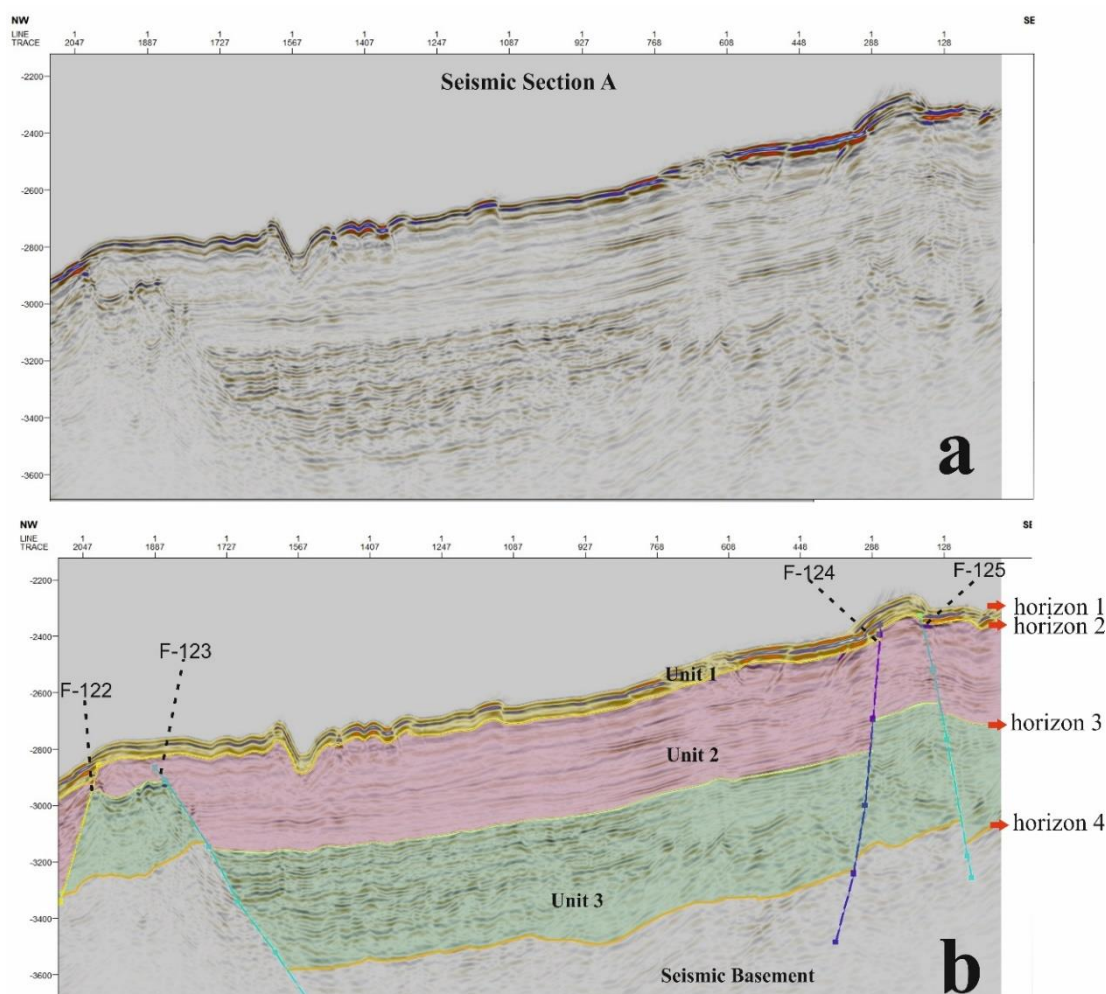 NW SE
LINE 1 1 1 1 1 1 1 1 1 1 1 1 1
TRACE 2047 1887 1727 1567 1407 1247 1087 927 768 608 448 288 128
Seismic Section A
-2200
-2400
-2600
-2800
-3000
-3200
-3400
-3600
a
NW SI
LINE 1 1 1 1 1 1 1 1 1 1 1 1 1
TRACE 2047 1887 1727 1567 1407 1247 1087 927 768 608 448 288 128
-2200
F-124 F-125
horizon 1
horizon 2
-2400
F-123
F-122
-2600
Unit 1
horizon 3
Unit 2
-2800
-3000
horizon 4
-3200
Unit 3
-3400
-3600
Seismic Basement
b